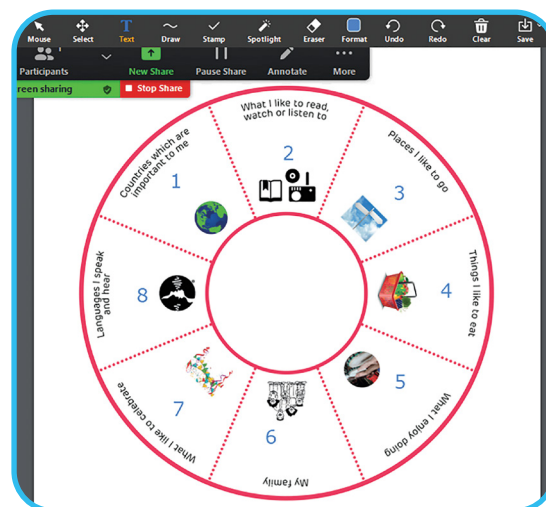 Mouse Select Text Draw Stamp Spotlight Eraser Format Undo Redo Clear Save
Participants New Share Pause Share Annotate More
reen sharing Stop Share
Countries which are
important to me
1
What I like to read,
watch or listen to
2
Places I like to go
3
Things I like to eat
4
What I enjoy doing
5
My family
6
What I like to celebrate
7
Languages I speak
and hear
8